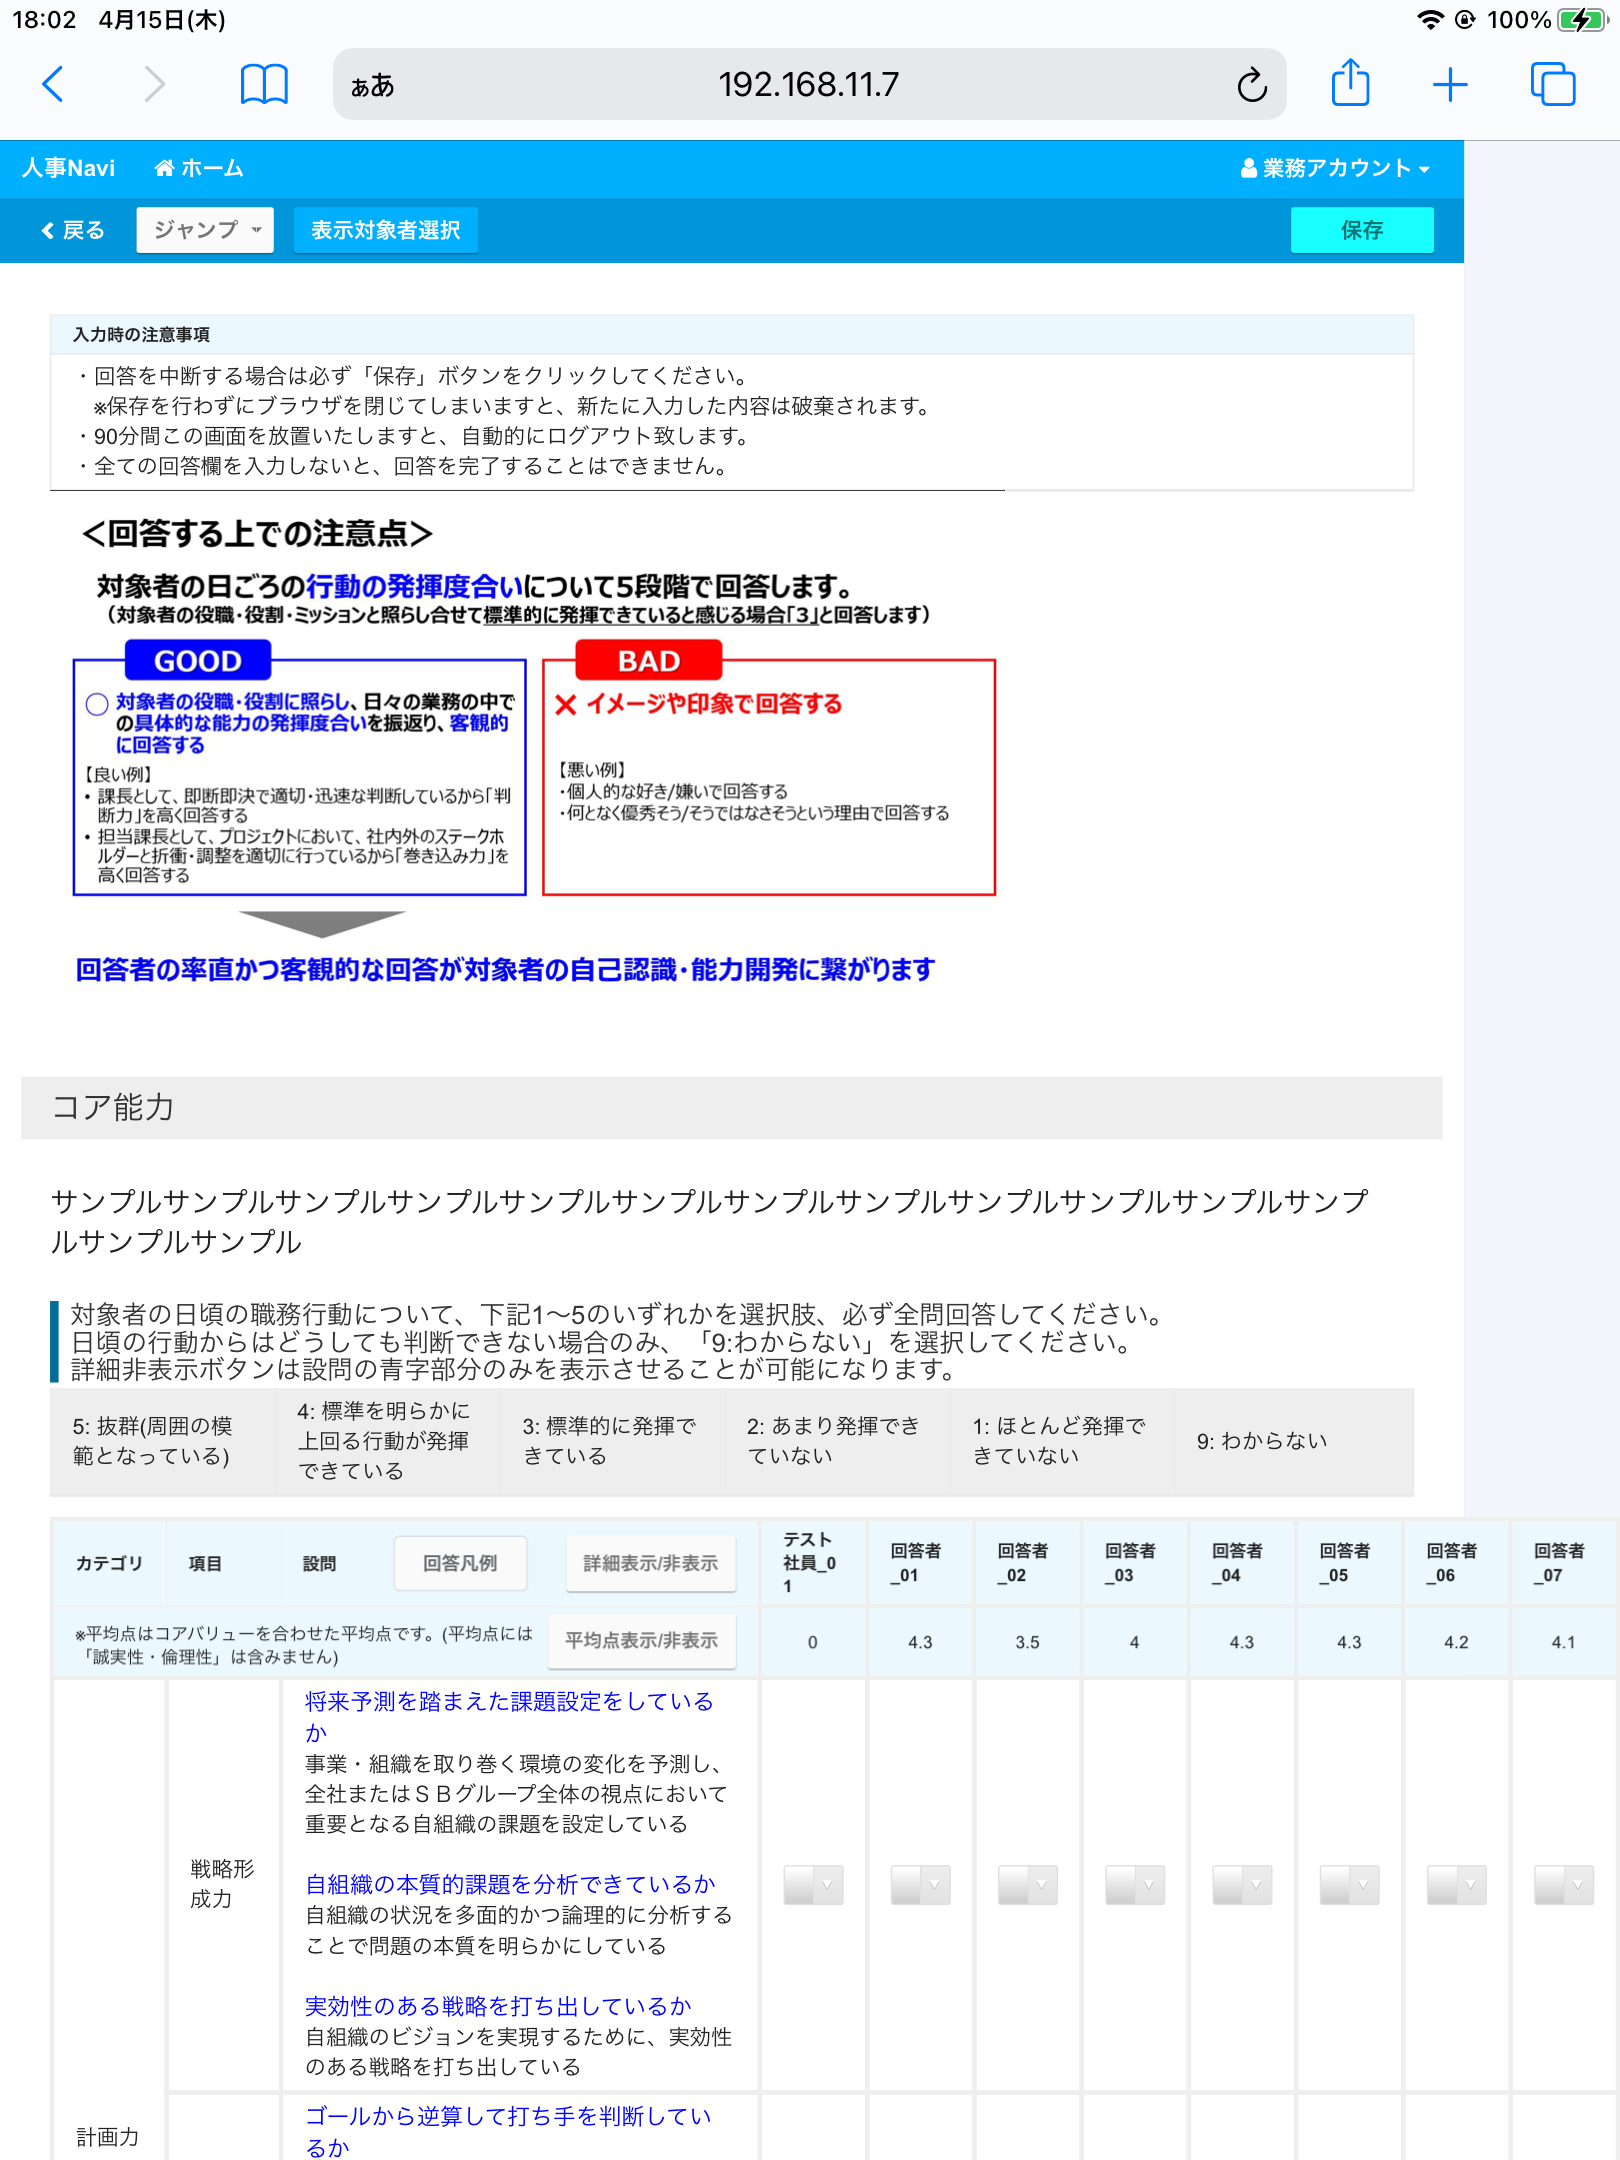 18:02 4月15日(木) 100%
ぁあ 192.168.11.7
人事Navi ホーム 業務アカウント
戻る ジャンプ 表示対象者選択 保存
入力時の注意事項
・回答を中断する場合は必ず「保存」ボタンをクリックしてください。
※保存を行わずにブラウザを閉じてしまいますと、新たに入力した内容は破棄されます。
・90分間この画面を放置いたしますと、自動的にログアウト致します。
・全ての回答欄を入力しないと、回答を完了することはできません。
＜回答する上での注意点＞
対象者の日ごろの行動の発揮度合いについて5段階で回答します。
（対象者の役職・役割・ミッションと照らし合せて標準的に発揮できていると感じる場合「3」と回答します）
GOOD
○ 対象者の役職・役割に照らし、日々の業務の中で
の具体的な能力の発揮度合いを振返り、客観的
に回答する
【良い例】
• 課長として、即断即決で適切・迅速な判断しているから「判
断力」を高く回答する
• 担当課長として、プロジェクトにおいて、社内外のステークホ
ルダーと折衝・調整を適切に行っているから「巻き込み力」を
高く回答する
BAD
✕ イメージや印象で回答する
【悪い例】
・個人的な好き/嫌いで回答する
・何となく優秀そう/そうではなさそうという理由で回答する
回答者の率直かつ客観的な回答が対象者の自己認識・能力開発に繋がります
コア能力
サンプルサンプルサンプルサンプルサンプルサンプルサンプルサンプルサンプルサンプルサンプルサンプ
ルサンプルサンプル
対象者の日頃の職務行動について、下記1～5のいずれかを選択肢、必ず全問回答してください。
日頃の行動からはどうしても判断できない場合のみ、「9:わからない」を選択してください。
詳細非表示ボタンは設問の青字部分のみを表示させることが可能になります。
5: 抜群(周囲の模
範となっている)
4: 標準を明らかに
上回る行動が発揮
できている
3: 標準的に発揮で
きている
2: あまり発揮でき
ていない
1: ほとんど発揮で
きていない
9: わからない
カテゴリ 項目 設問 回答凡例 詳細表示/非表示
テスト
社員_0
1
回答者
_01
回答者
_02
回答者
_03
回答者
_04
回答者
_05
回答者
_06
回答者
_07
※平均点はコアバリューを合わせた平均点です。(平均点には
「誠実性・倫理性」は含みません)
平均点表示/非表示 0 4.3 3.5 4 4.3 4.3 4.2 4.1
計画力
戦略形
成力
将来予測を踏まえた課題設定をしている
か
事業・組織を取り巻く環境の変化を予測し、
全社またはＳＢグループ全体の視点において
重要となる自組織の課題を設定している
自組織の本質的課題を分析できているか
自組織の状況を多面的かつ論理的に分析する
ことで問題の本質を明らかにしている
実効性のある戦略を打ち出しているか
自組織のビジョンを実現するために、実効性
のある戦略を打ち出している
ゴールから逆算して打ち手を判断してい
るか